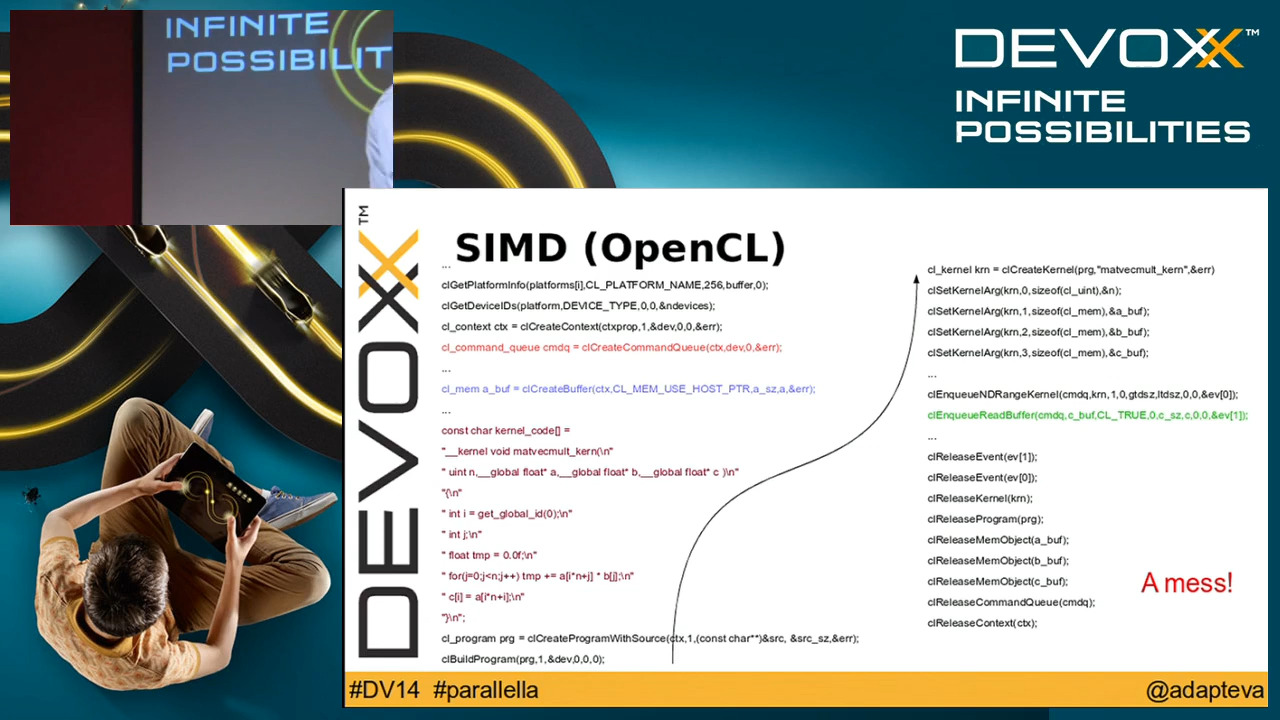 INFINITE
POSSIBILIT
DEVOXX™
INFINITE
POSSIBILITIES
DEVOXX™
SIMD (OpenCL)
...
clGetPlatformInfo(platforms[i],CL_PLATFORM_NAME,256,buffer,0);
clGetDeviceIDs(platform,DEVICE_TYPE,0,0,&ndevices);
cl_context ctx = clCreateContext(ctxprop,1,&dev,0,0,&err);
cl_command_queue cmdq = clCreateCommandQueue(ctx,dev,0,&err);
...
cl_mem a_buf = clCreateBuffer(ctx,CL_MEM_USE_HOST_PTR,a_sz,a,&err);
...
const char kernel_code[] =
"__kernel void matvecmult_kern(\n"
" uint n,__global float* a,__global float* b,__global float* c )\n"
"{\n"
" int i = get_global_id(0);\n"
" int j;\n"
" float tmp = 0.0f;\n"
" for(j=0;j<n;j++) tmp += a[i*n+j] * b[j];\n"
" c[i] = a[i*n+i];\n"
"}\n";
cl_program prg = clCreateProgramWithSource(ctx,1,(const char**)&src, &src_sz,&err);
clBuildProgram(prg,1,&dev,0,0,0);
cl_kernel krn = clCreateKernel(prg,"matvecmult_kern",&err)
clSetKernelArg(krn,0,sizeof(cl_uint),&n);
clSetKernelArg(krn,1,sizeof(cl_mem),&a_buf);
clSetKernelArg(krn,2,sizeof(cl_mem),&b_buf);
clSetKernelArg(krn,3,sizeof(cl_mem),&c_buf);
...
clEnqueueNDRangeKernel(cmdq,krn,1,0,gtdsz,ltdsz,0,0,&ev[0]);
clEnqueueReadBuffer(cmdq,c_buf,CL_TRUE,0,c_sz,c,0,0,&ev[1]);
...
clReleaseEvent(ev[1]);
clReleaseEvent(ev[0]);
clReleaseKernel(krn);
clReleaseProgram(prg);
clReleaseMemObject(a_buf);
clReleaseMemObject(b_buf);
clReleaseMemObject(c_buf);
clReleaseCommandQueue(cmdq);
clReleaseContext(ctx);
A mess!
#DV14 #parallella
@adapteva